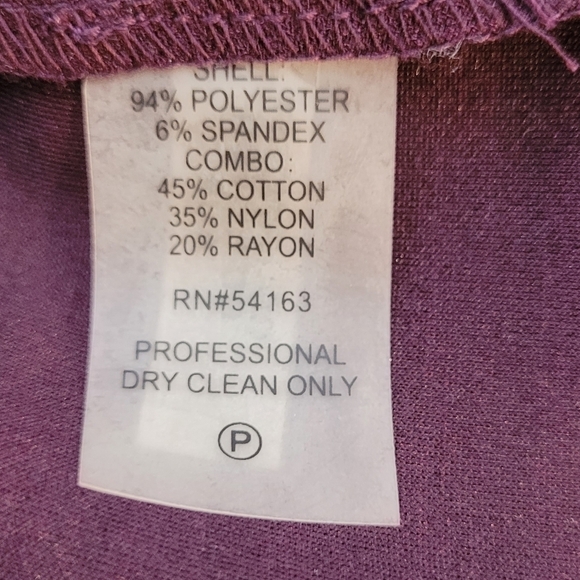 SHELL:
94% POLYESTER
6% SPANDEX
COMBO:
45% COTTON
35% NYLON
20% RAYON
RN#54163
PROFESSIONAL
DRY CLEAN ONLY
P